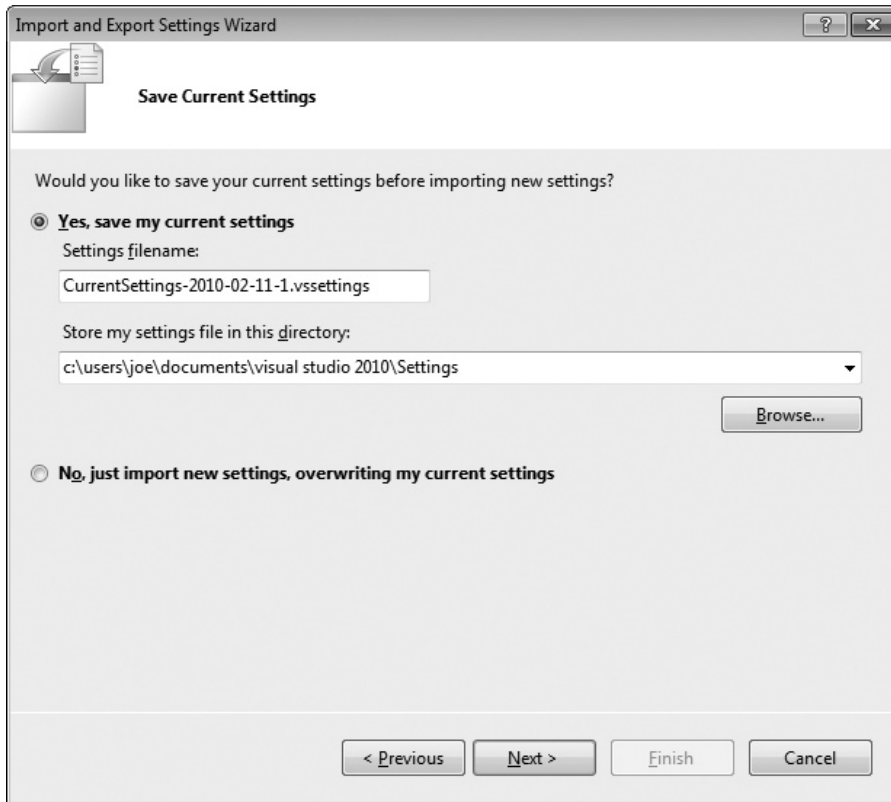 Import and Export Settings Wizard
?
Save Current Settings
Would you like to save your current settings before importing new settings?
Yes, save my current settings
Settings filename:
CurrentSettings-2010-02-11-1.vssettings
Store my settings file in this directory:
c:\users\joe\documents\visual studio 2010\Settings
Browse...
No, just import new settings, overwriting my current settings
< Previous Next > Finish Cancel